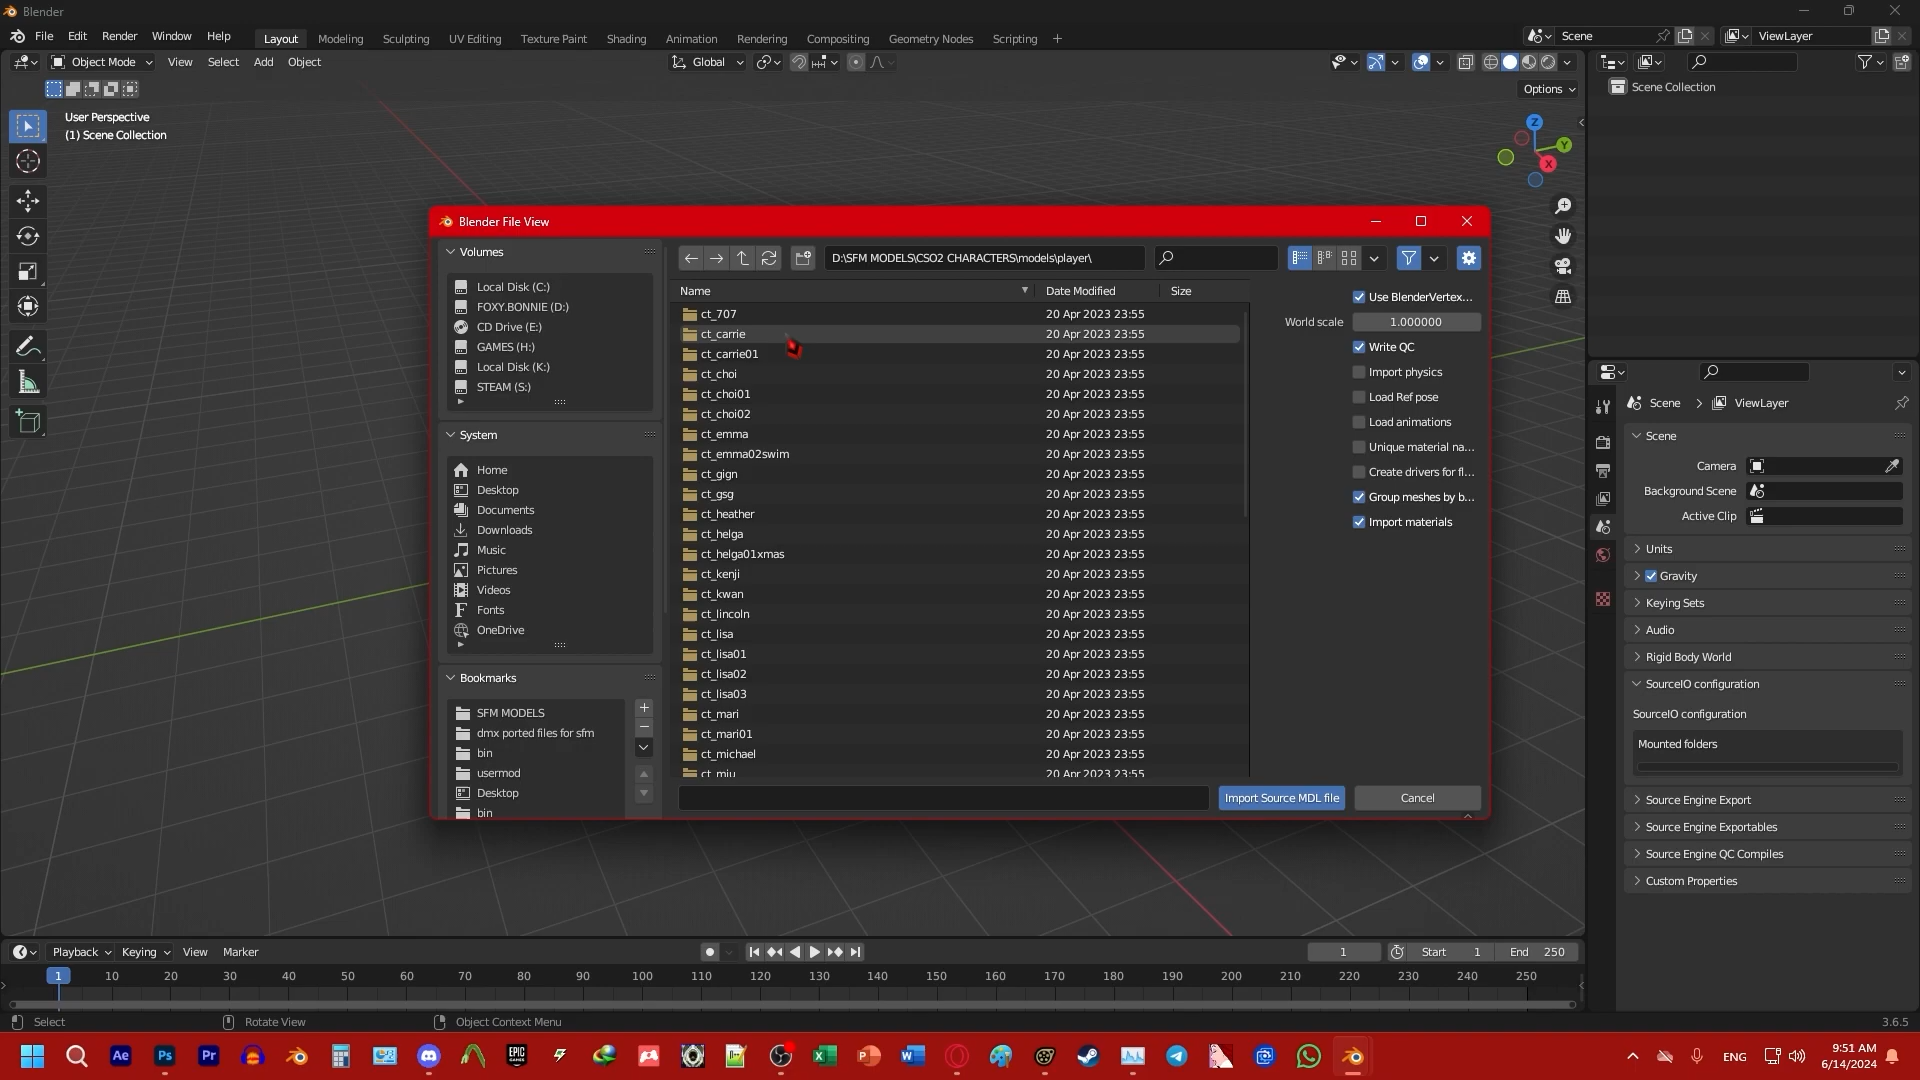 Blender
File Edit Render Window Help Layout Modeling Sculpting UV Editing Texture Paint Shading Animation Rendering Compositing Geometry Nodes Scripting + Scene ViewLayer
Object Mode View Select Add Object Global
Options
User Perspective
(1) Scene Collection
Z
Y
X
Scene Collection
Blender File View
Volumes
Local Disk (C:)
FOXY.BONNIE (D:)
CD Drive (E:)
GAMES (H:)
Local Disk (K:)
STEAM (S:)
System
Home
Desktop
Documents
Downloads
Music
Pictures
Videos
Fonts
OneDrive
Bookmarks
SFM MODELS
dmx ported files for sfm
bin
usermod
Desktop
bin
D:\SFM MODELS\CSO2 CHARACTERS\models\player\
Name Date Modified Size
ct_707 20 Apr 2023 23:55
ct_carrie 20 Apr 2023 23:55
ct_carrie01 20 Apr 2023 23:55
ct_choi 20 Apr 2023 23:55
ct_choi01 20 Apr 2023 23:55
ct_choi02 20 Apr 2023 23:55
ct_emma 20 Apr 2023 23:55
ct_emma02swim 20 Apr 2023 23:55
ct_gign 20 Apr 2023 23:55
ct_gsg 20 Apr 2023 23:55
ct_heather 20 Apr 2023 23:55
ct_helga 20 Apr 2023 23:55
ct_helga01xmas 20 Apr 2023 23:55
ct_kenji 20 Apr 2023 23:55
ct_kwan 20 Apr 2023 23:55
ct_lincoln 20 Apr 2023 23:55
ct_lisa 20 Apr 2023 23:55
ct_lisa01 20 Apr 2023 23:55
ct_lisa02 20 Apr 2023 23:55
ct_lisa03 20 Apr 2023 23:55
ct_mari 20 Apr 2023 23:55
ct_mari01 20 Apr 2023 23:55
ct_michael 20 Apr 2023 23:55
ct_miu 20 Apr 2023 23:55
Use BlenderVertex...
World scale 1.000000
Write QC
Import physics
Load Ref pose
Load animations
Unique material na...
Create drivers for fl...
Group meshes by b...
Import materials
Import Source MDL file Cancel
Scene > ViewLayer
Scene
Camera
Background Scene
Active Clip
Units
Gravity
Keying Sets
Audio
Rigid Body World
SourceIO configuration
SourceIO configuration
Mounted folders
Source Engine Export
Source Engine Exportables
Source Engine QC Compiles
Custom Properties
Playback Keying View Marker 1 Start 1 End 250
1 10 20 30 40 50 60 70 80 90 100 110 120 130 140 150 160 170 180 190 200 210 220 230 240 250
Select Rotate View Object Context Menu 3.6.5
Ae Ps Pr EPIC GAMES X P W ENG 9:51 AM
6/14/2024